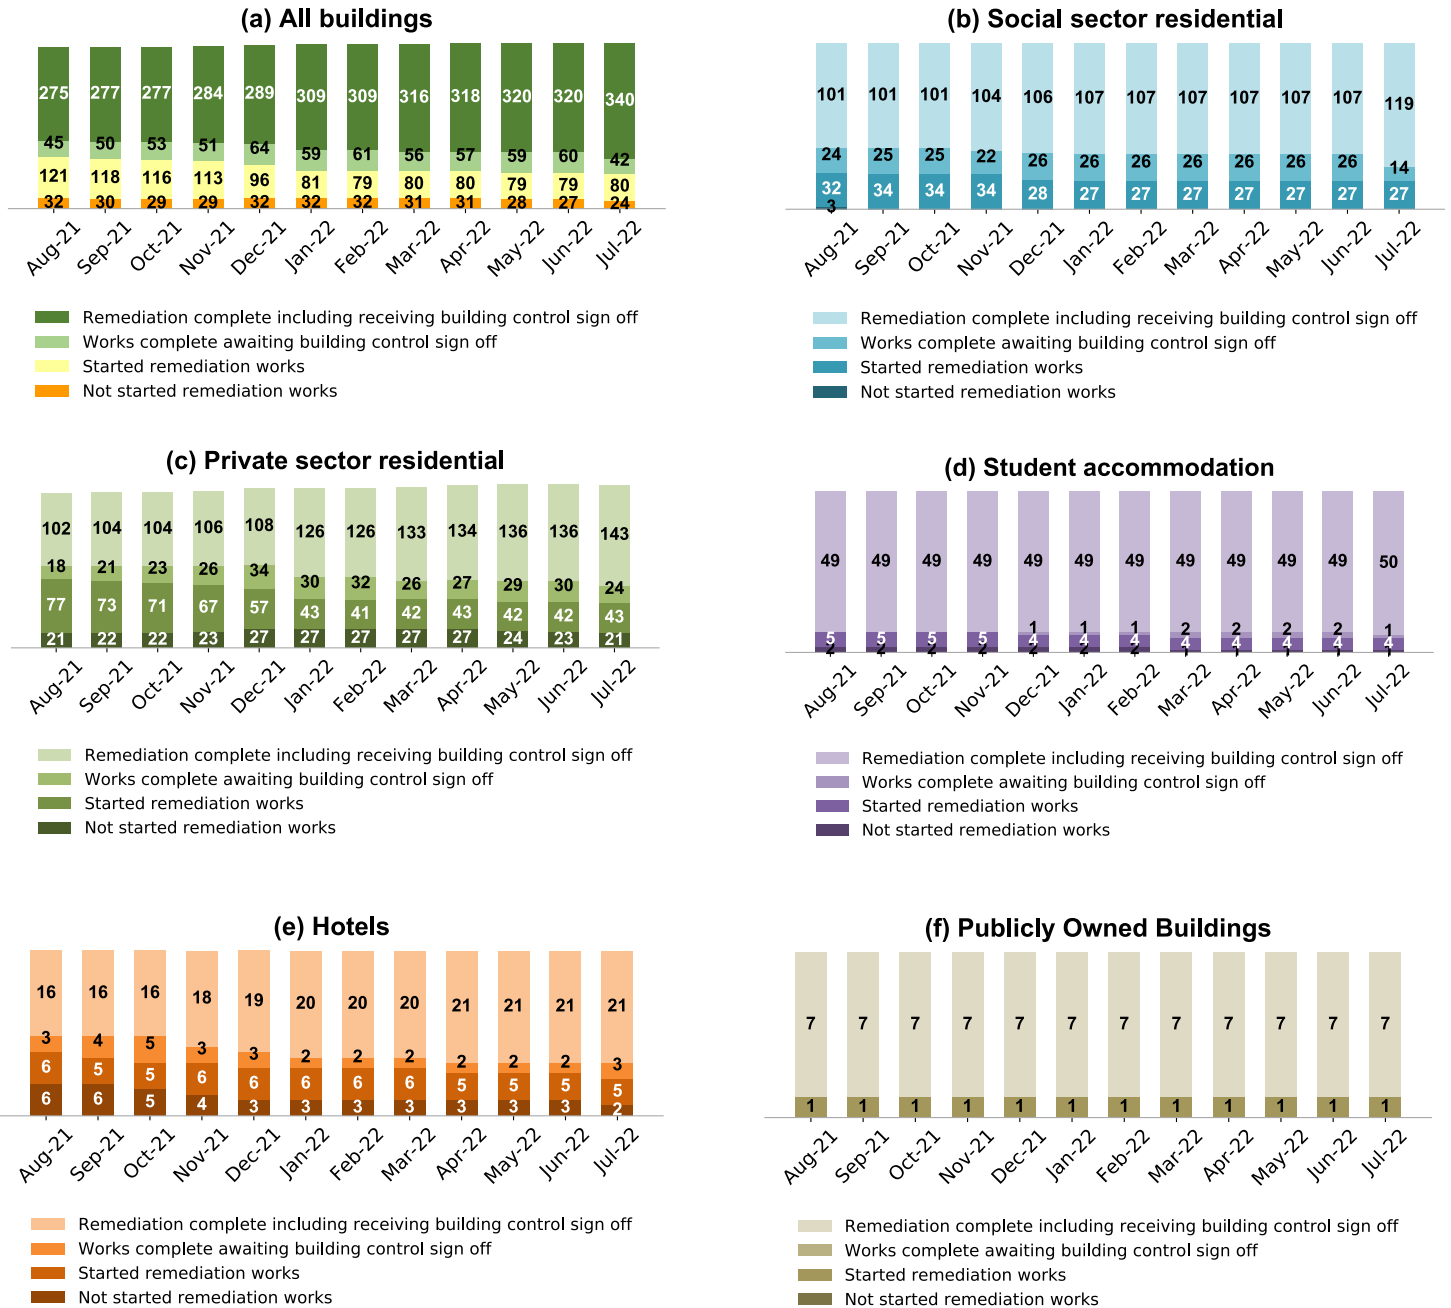 (a) All buildings
275 277 277 284 289 309 309 316 318 320 320 340
45 50 53 51 64 59 61 56 57 59 60 42
121 118 116 113 96 81 79 80 80 79 79 80
32 30 29 29 32 32 32 31 31 28 27 24
Aug-21 Sep-21 Oct-21 Nov-21 Dec-21 Jan-22 Feb-22 Mar-22 Apr-22 May-22 Jun-22 Jul-22
Remediation complete including receiving building control sign off
Works complete awaiting building control sign off
Started remediation works
Not started remediation works
(b) Social sector residential
101 101 101 104 106 107 107 107 107 107 107 119
24 25 25 22 26 26 26 26 26 26 26 14
32 34 34 34 28 27 27 27 27 27 27 27
3
Aug-21 Sep-21 Oct-21 Nov-21 Dec-21 Jan-22 Feb-22 Mar-22 Apr-22 May-22 Jun-22 Jul-22
Remediation complete including receiving building control sign off
Works complete awaiting building control sign off
Started remediation works
Not started remediation works
(c) Private sector residential
102 104 104 106 108 126 126 133 134 136 136 143
18 21 23 26 34 30 32 26 27 29 30 24
77 73 71 67 57 43 41 42 43 42 42 43
21 22 22 23 27 27 27 27 27 24 23 21
Aug-21 Sep-21 Oct-21 Nov-21 Dec-21 Jan-22 Feb-22 Mar-22 Apr-22 May-22 Jun-22 Jul-22
Remediation complete including receiving building control sign off
Works complete awaiting building control sign off
Started remediation works
Not started remediation works
(d) Student accommodation
49 49 49 49 49 49 49 49 49 49 49 50
1 1 1 2 2 2 2 1
5 5 5 5 4 4 4 4 4 4 4 4
2 2 2 2 2 2 2 1 1 1 1 1
Aug-21 Sep-21 Oct-21 Nov-21 Dec-21 Jan-22 Feb-22 Mar-22 Apr-22 May-22 Jun-22 Jul-22
Remediation complete including receiving building control sign off
Works complete awaiting building control sign off
Started remediation works
Not started remediation works
(e) Hotels
16 16 16 18 19 20 20 20 21 21 21 21
3 4 5 3 3 2 2 2 2 2 2 3
6 5 5 6 6 6 6 6 5 5 5 5
6 6 5 4 3 3 3 3 3 3 3 2
Aug-21 Sep-21 Oct-21 Nov-21 Dec-21 Jan-22 Feb-22 Mar-22 Apr-22 May-22 Jun-22 Jul-22
Remediation complete including receiving building control sign off
Works complete awaiting building control sign off
Started remediation works
Not started remediation works
(f) Publicly Owned Buildings
7 7 7 7 7 7 7 7 7 7 7 7
1 1 1 1 1 1 1 1 1 1 1 1
Aug-21 Sep-21 Oct-21 Nov-21 Dec-21 Jan-22 Feb-22 Mar-22 Apr-22 May-22 Jun-22 Jul-22
Remediation complete including receiving building control sign off
Works complete awaiting building control sign off
Started remediation works
Not started remediation works